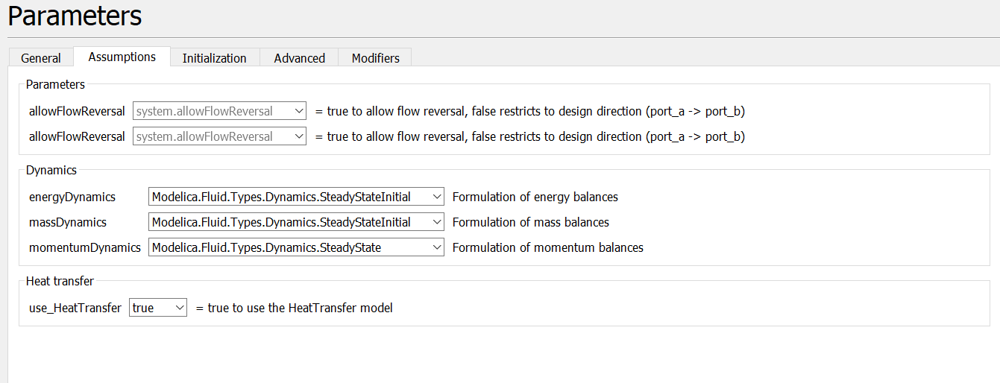 Parameters
General Assumptions Initialization Advanced Modifiers
Parameters
allowFlowReversal system.allowFlowReversal = true to allow flow reversal, false restricts to design direction (port_a -> port_b)
allowFlowReversal system.allowFlowReversal = true to allow flow reversal, false restricts to design direction (port_a -> port_b)
Dynamics
energyDynamics Modelica.Fluid.Types.Dynamics.SteadyStateInitial Formulation of energy balances
massDynamics Modelica.Fluid.Types.Dynamics.SteadyStateInitial Formulation of mass balances
momentumDynamics Modelica.Fluid.Types.Dynamics.SteadyState Formulation of momentum balances
Heat transfer
use_HeatTransfer true = true to use the HeatTransfer model